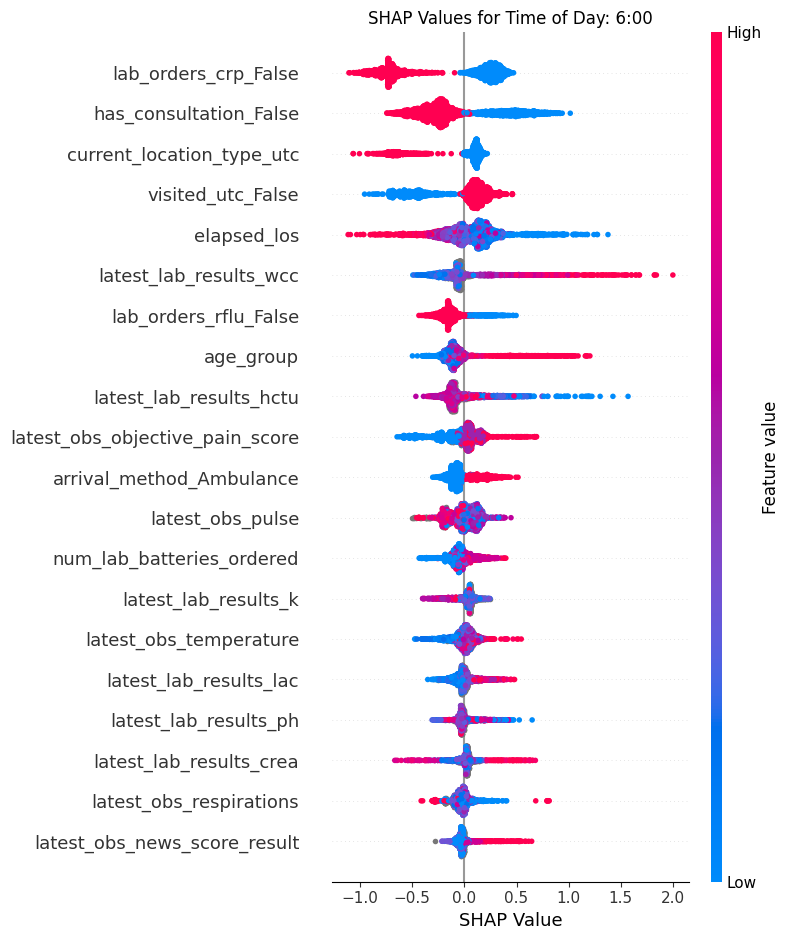 SHAP Values for Time of Day: 6:00
High
lab_orders_crp_False
has_consultation_False
current_location_type_utc
visited_utc_False
elapsed_los
latest_lab_results_wcc
lab_orders_rflu_False
age_group
latest_lab_results_hctu
latest_obs_objective_pain_score
arrival_method_Ambulance
latest_obs_pulse
num_lab_batteries_ordered
latest_lab_results_k
latest_obs_temperature
latest_lab_results_lac
latest_lab_results_ph
latest_lab_results_crea
latest_obs_respirations
latest_obs_news_score_result
Feature value
Low
−1.0 −0.5 0.0 0.5 1.0 1.5 2.0
SHAP Value